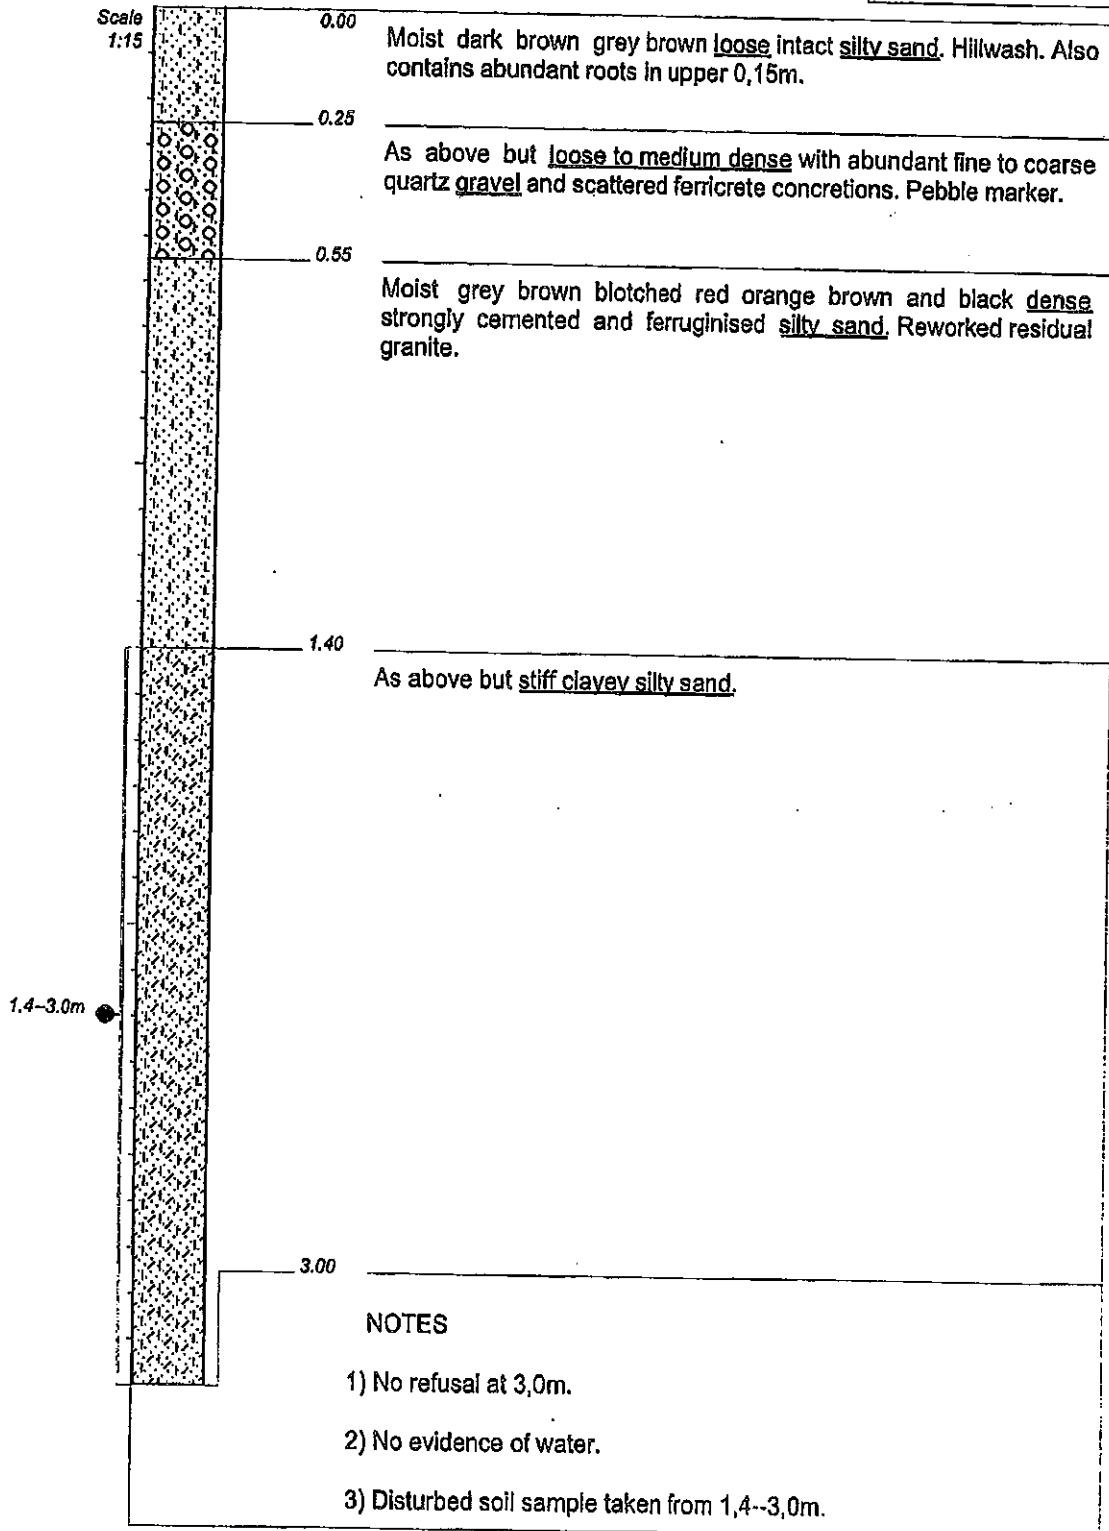 Scale
1:15
0.00
Moist dark brown grey brown loose intact silty sand. Hillwash. Also
contains abundant roots in upper 0,15m.
0.25
As above but loose to medium dense with abundant fine to coarse
quartz gravel and scattered ferricrete concretions. Pebble marker.
0.55
Moist grey brown blotched red orange brown and black dense
strongly cemented and ferruginised silty sand. Reworked residual
granite.
1.40
As above but stiff clayey silty sand.
1.4--3.0m
3.00
NOTES
1) No refusal at 3,0m.
2) No evidence of water.
3) Disturbed soil sample taken from 1,4--3,0m.